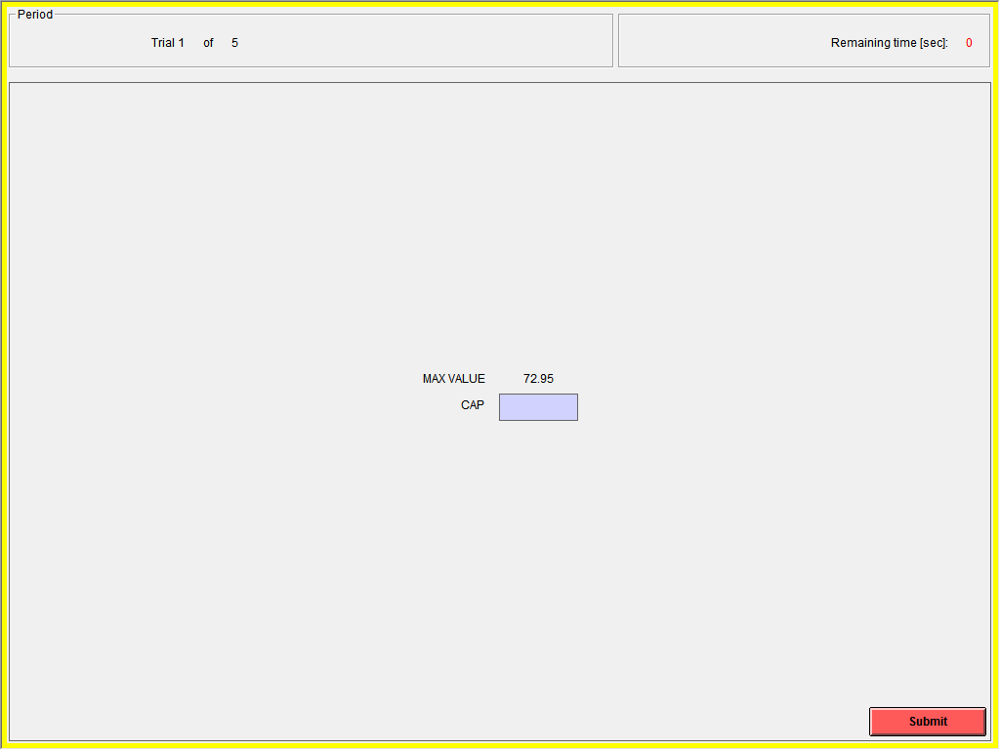 Period
Trial 1 of 5
Remaining time [sec]: 0
MAX VALUE 72.95
CAP
Submit